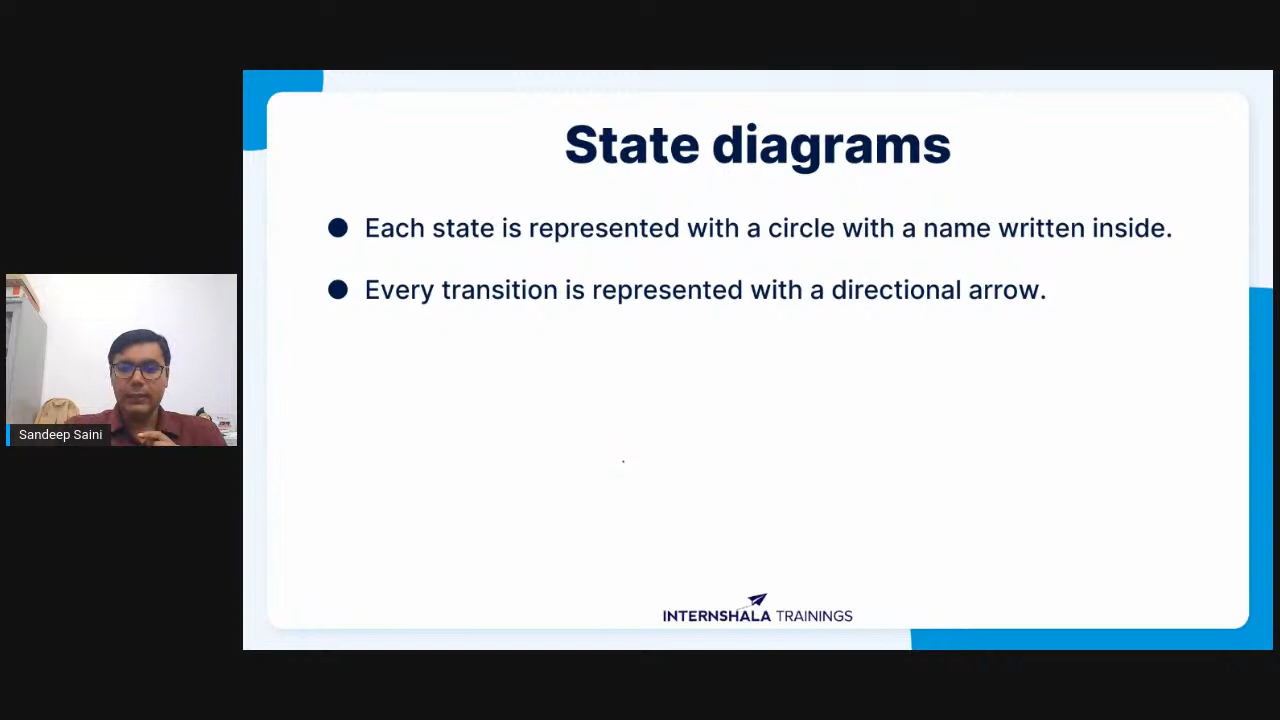 State diagrams
Each state is represented with a circle with a name written inside.
Every transition is represented with a directional arrow.
Sandeep Saini
INTERNSHALA TRAININGS